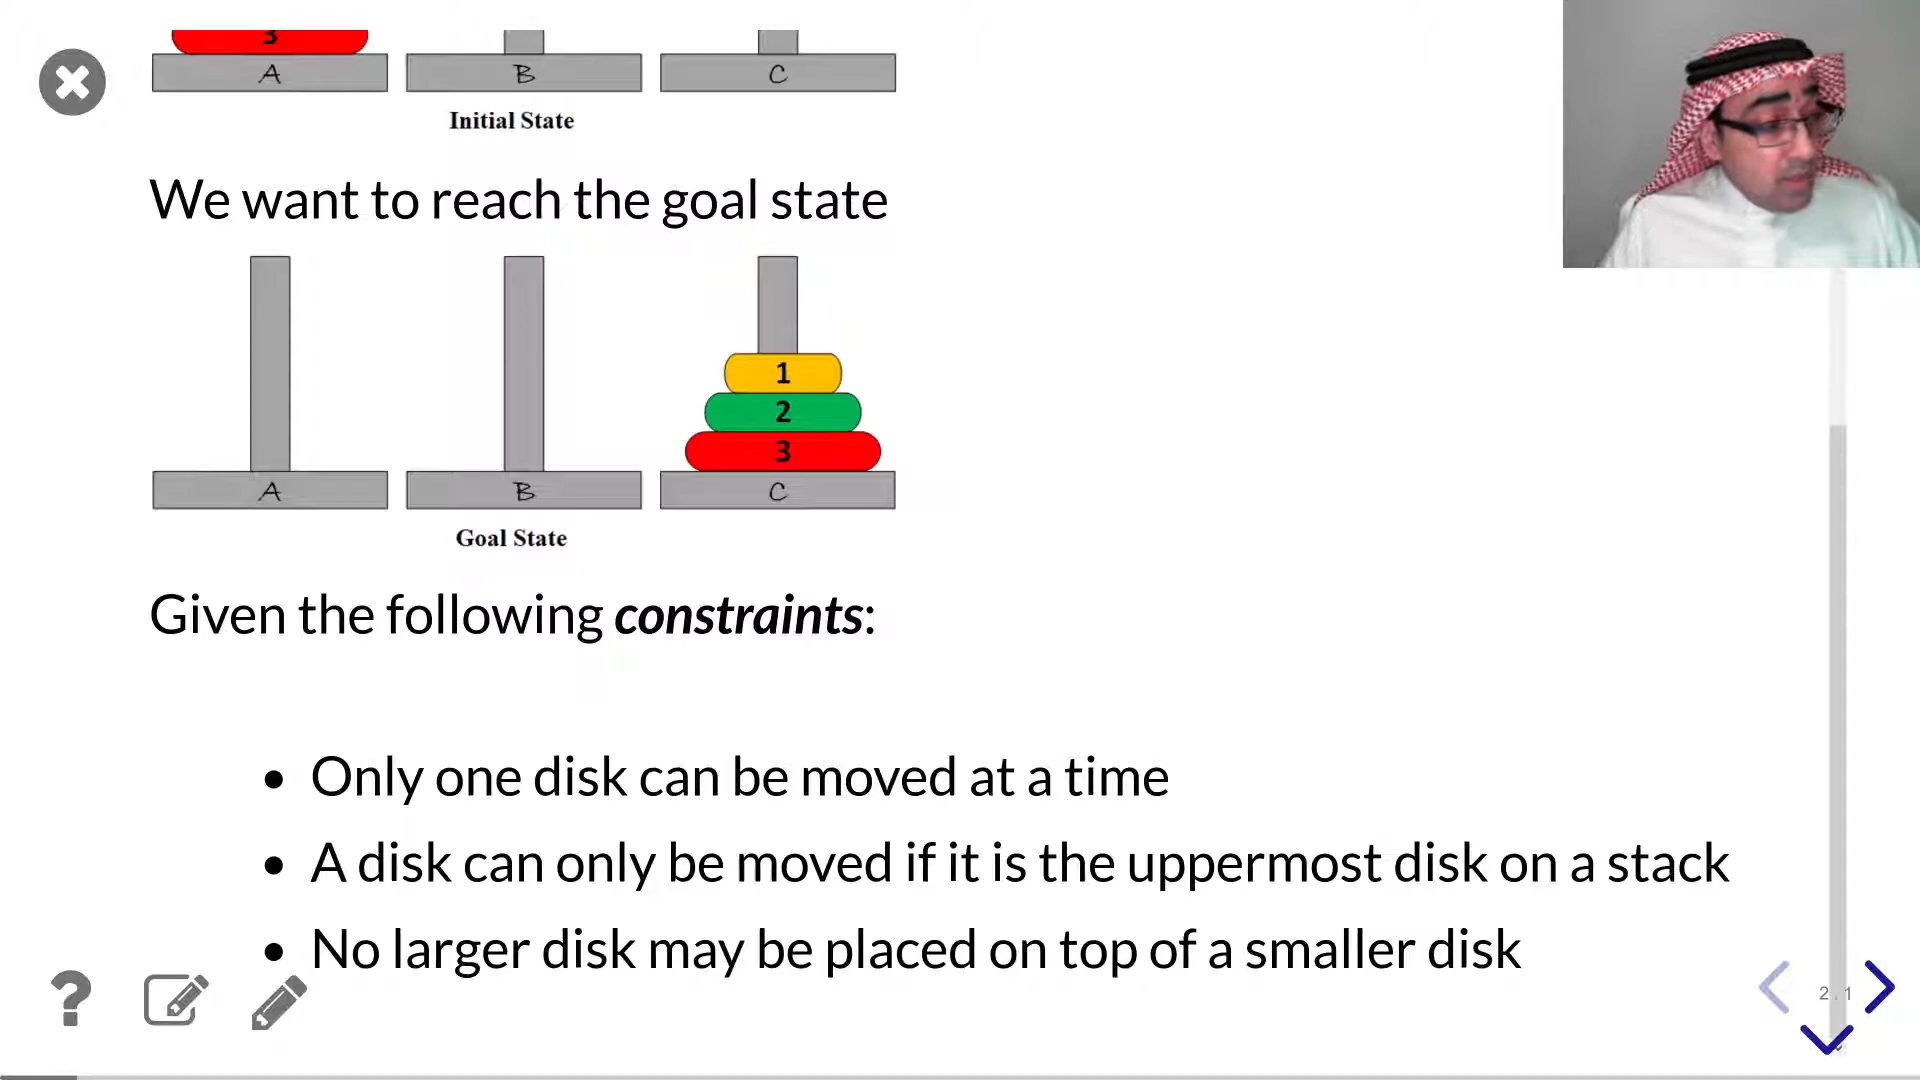 3
A B C
Initial State
We want to reach the goal state
1
2
3
A B C
Goal State
Given the following constraints:
• Only one disk can be moved at a time
• A disk can only be moved if it is the uppermost disk on a stack
• No larger disk may be placed on top of a smaller disk
?